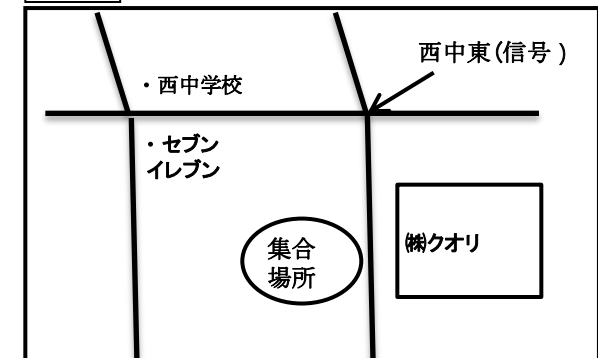 西中東(信号)
・西中学校
・セブン
イレブン
集合
場所
㈱クオリ